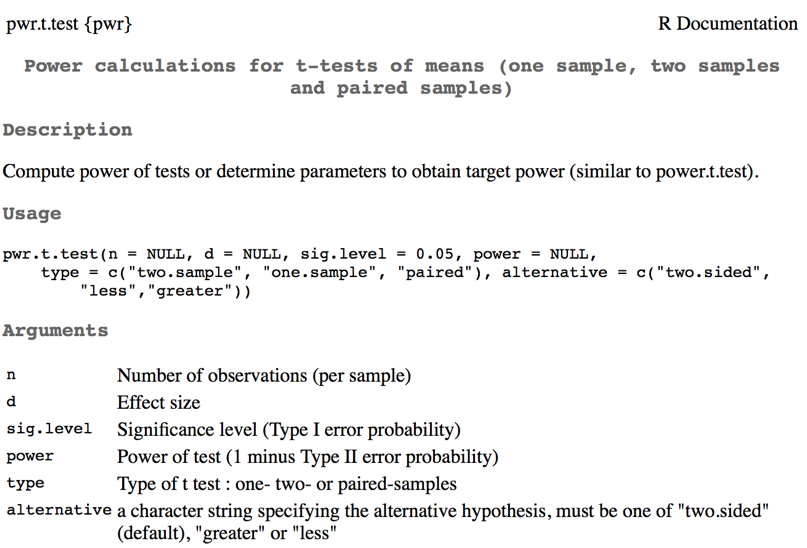 pwr.t.test {pwr} R Documentation
Power calculations for t-tests of means (one sample, two samples
and paired samples)
Description
Compute power of tests or determine parameters to obtain target power (similar to power.t.test).
Usage
pwr.t.test(n = NULL, d = NULL, sig.level = 0.05, power = NULL,
type = c("two.sample", "one.sample", "paired"), alternative = c("two.sided",
"less","greater"))
Arguments
n Number of observations (per sample)
d Effect size
sig.level Significance level (Type I error probability)
power Power of test (1 minus Type II error probability)
type Type of t test : one- two- or paired-samples
alternative a character string specifying the alternative hypothesis, must be one of "two.sided"
(default), "greater" or "less"